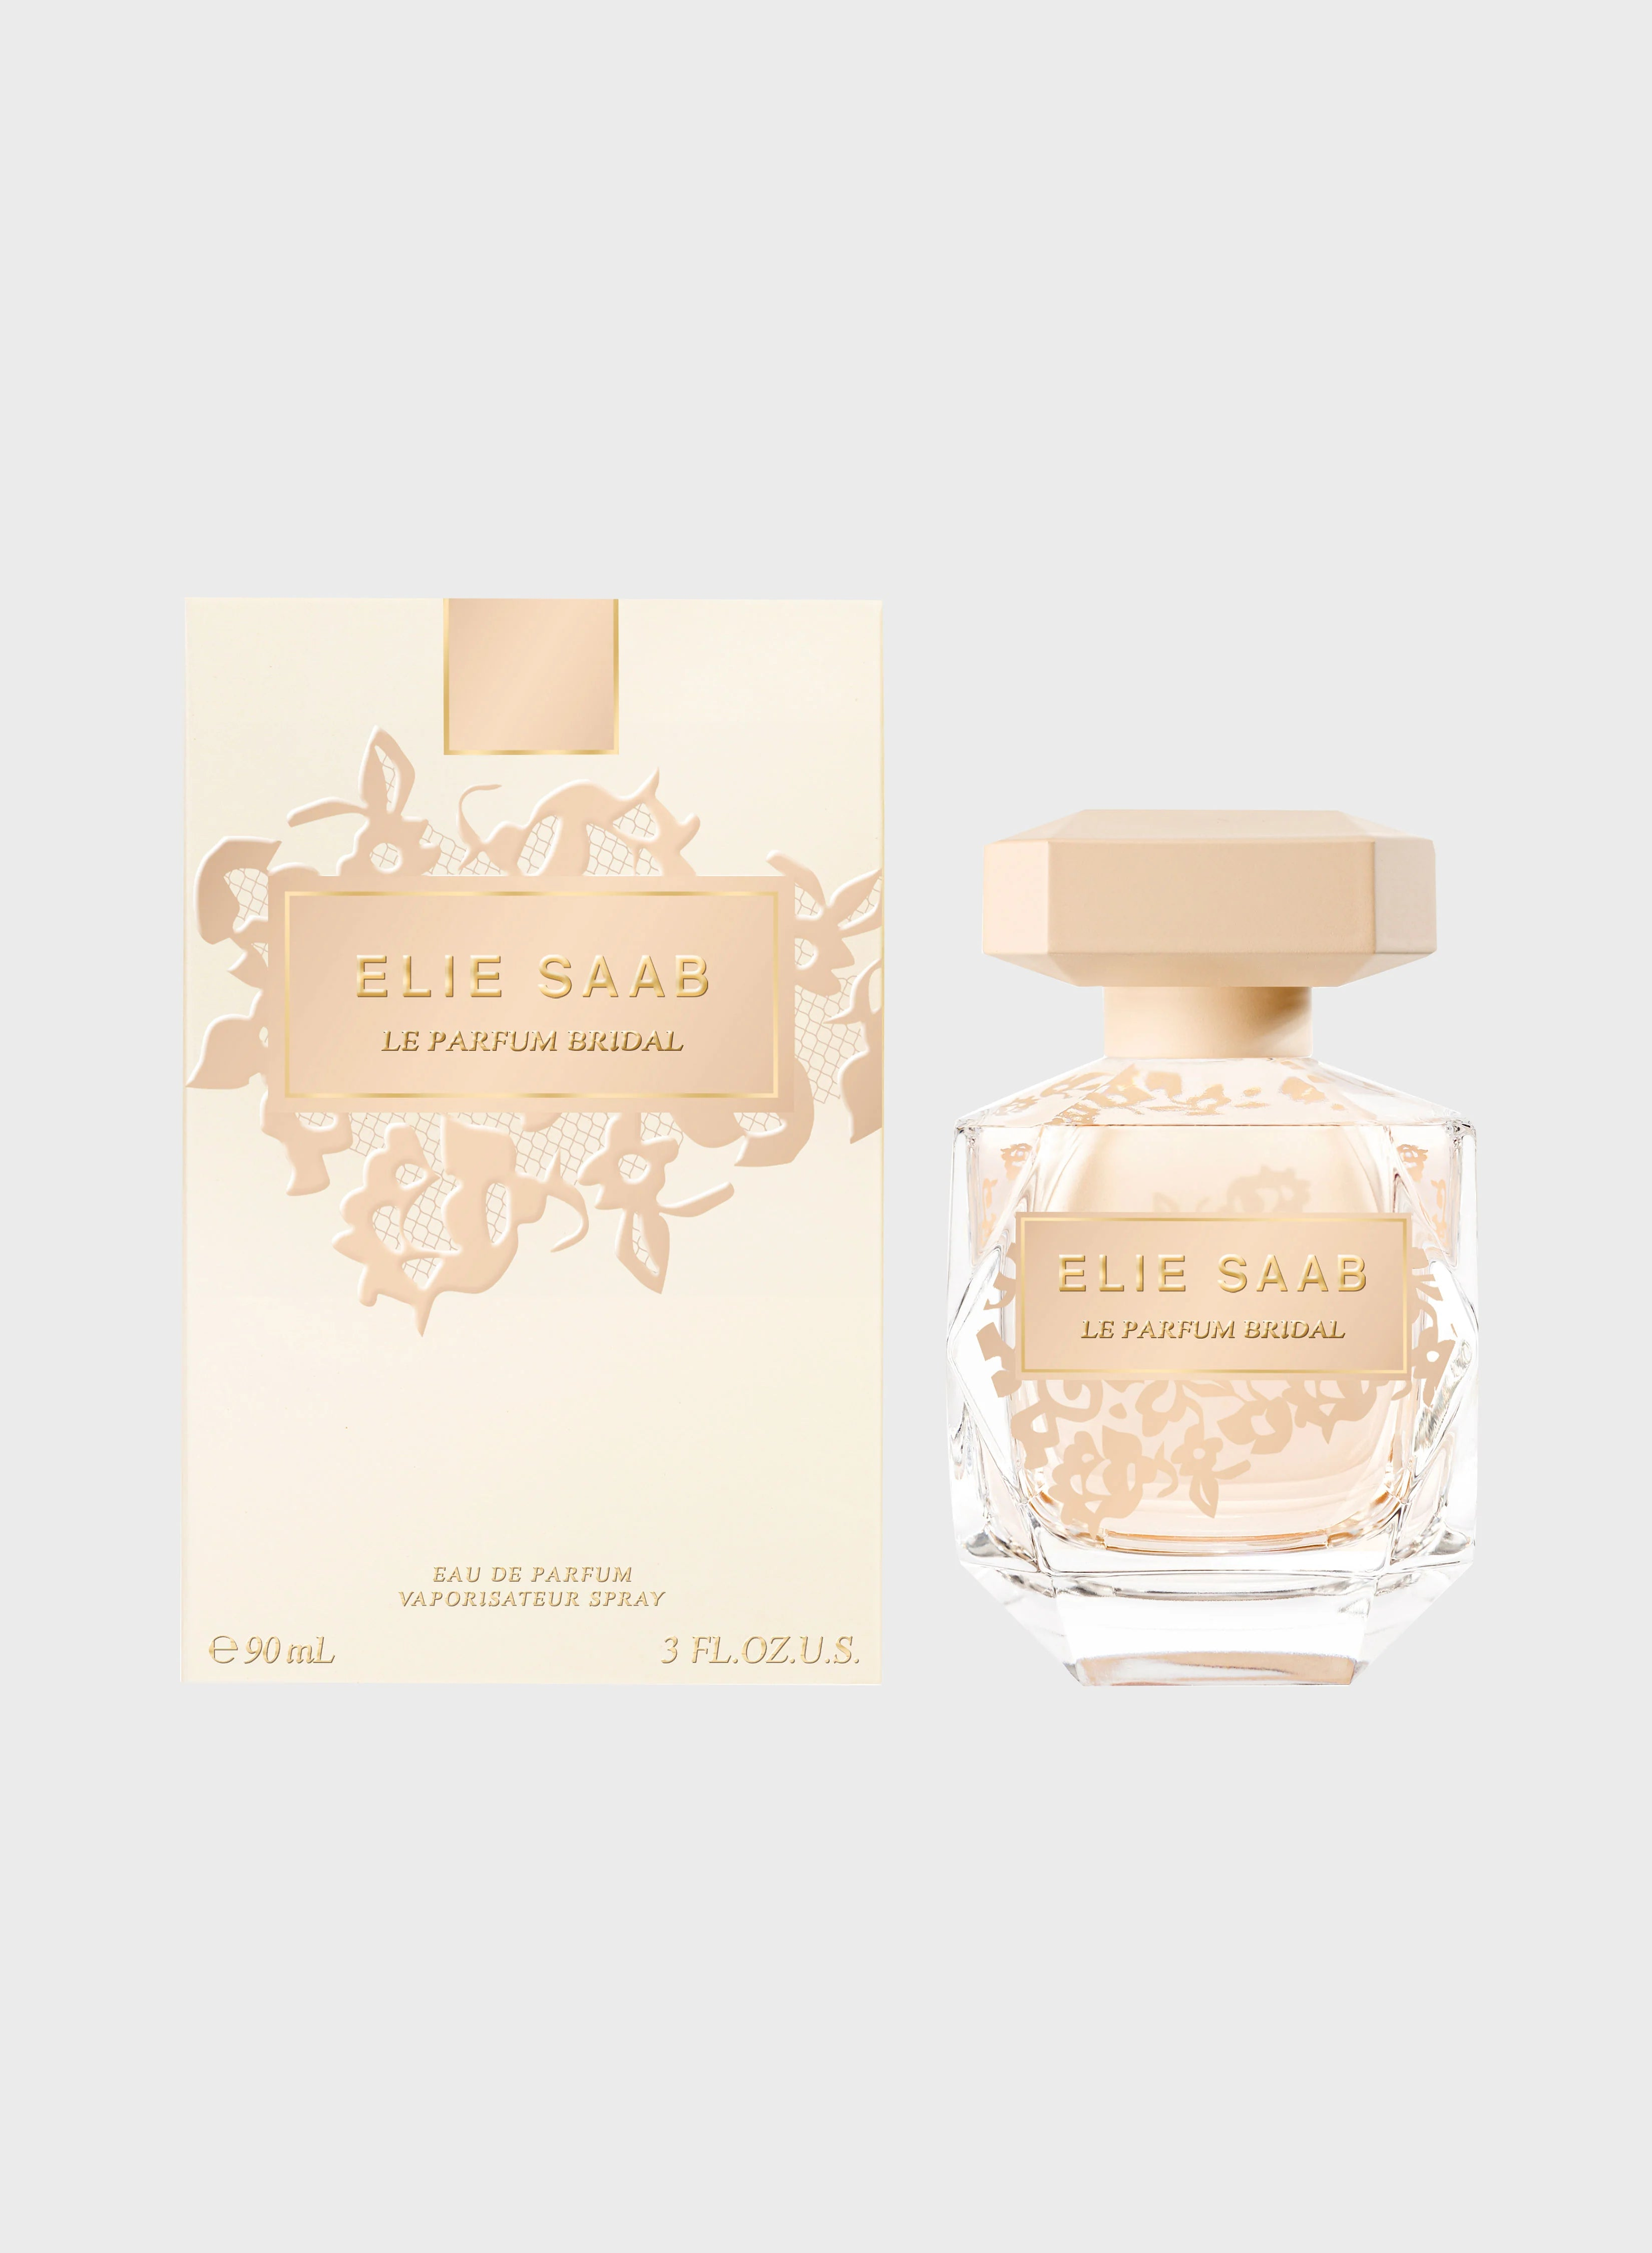 ELIE SAAB
LE PARFUM BRIDAL
EAU DE PARFUM
VAPORISATEUR SPRAY
℮ 90 mL
3 FL.OZ.U.S.
ELIE SAAB
LE PARFUM BRIDAL